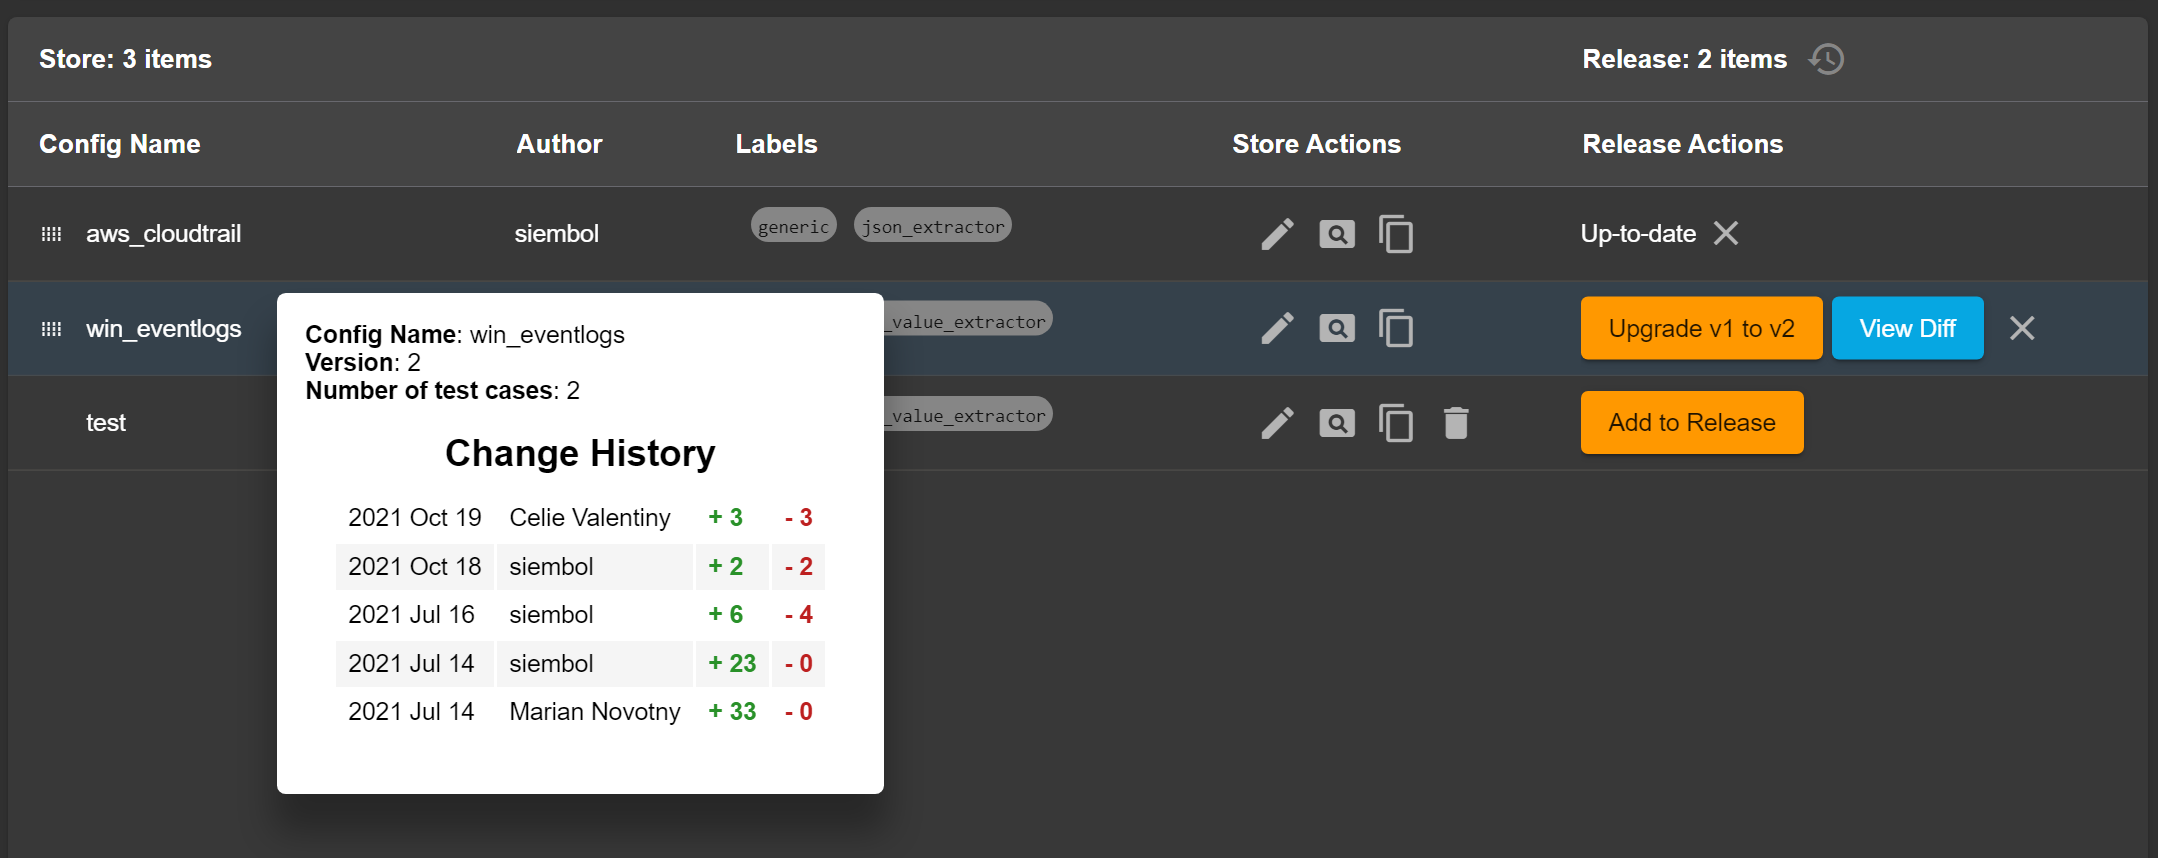 Store: 3 items Release: 2 items
Config Name Author Labels Store Actions Release Actions
aws_cloudtrail siembol generic json_extractor Up-to-date
win_eventlogs _value_extractor Upgrade v1 to v2 View Diff
test _value_extractor Add to Release
Config Name: win_eventlogs
Version: 2
Number of test cases: 2
Change History
2021 Oct 19 Celie Valentiny + 3 - 3
2021 Oct 18 siembol + 2 - 2
2021 Jul 16 siembol + 6 - 4
2021 Jul 14 siembol + 23 - 0
2021 Jul 14 Marian Novotny + 33 - 0